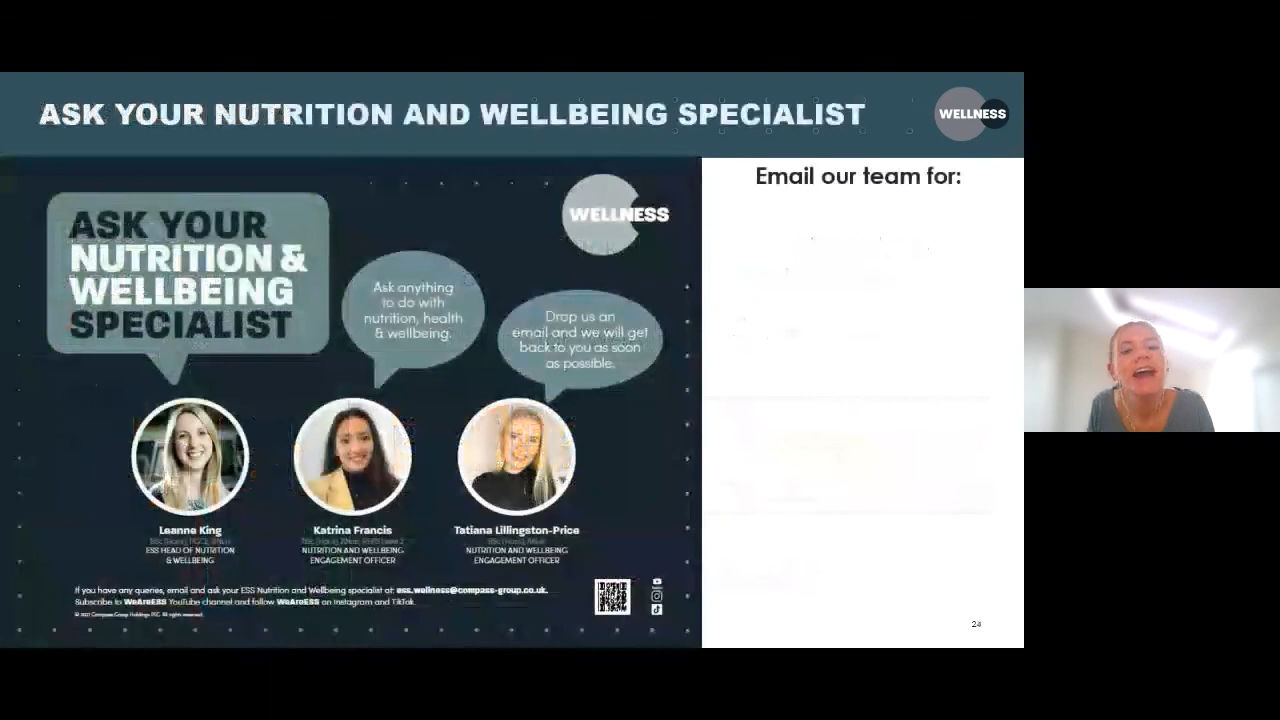 ASK YOUR NUTRITION AND WELLBEING SPECIALIST
WELLNESS
Email our team for:
WELLNESS
ASK YOUR
NUTRITION &
WELLBEING
SPECIALIST
Ask anything
to do with
nutrition, health
& wellbeing.
Drop us an
email and we will get
back to you as soon
as possible.
Leanne King
ESS HEAD OF NUTRITION
& WELLBEING
Katrina Francis
NUTRITION AND WELLBEING
ENGAGEMENT OFFICER
Tatiana Lillingston-Price
NUTRITION AND WELLBEING
ENGAGEMENT OFFICER
If you have any queries, email and ask your ESS Nutrition and Wellbeing specialist at: ess.wellness@compass-group.co.uk.
Subscribe to WeAreESS YouTube channel and follow WeAreESS on Instagram and TikTok.
All rights reserved.
24